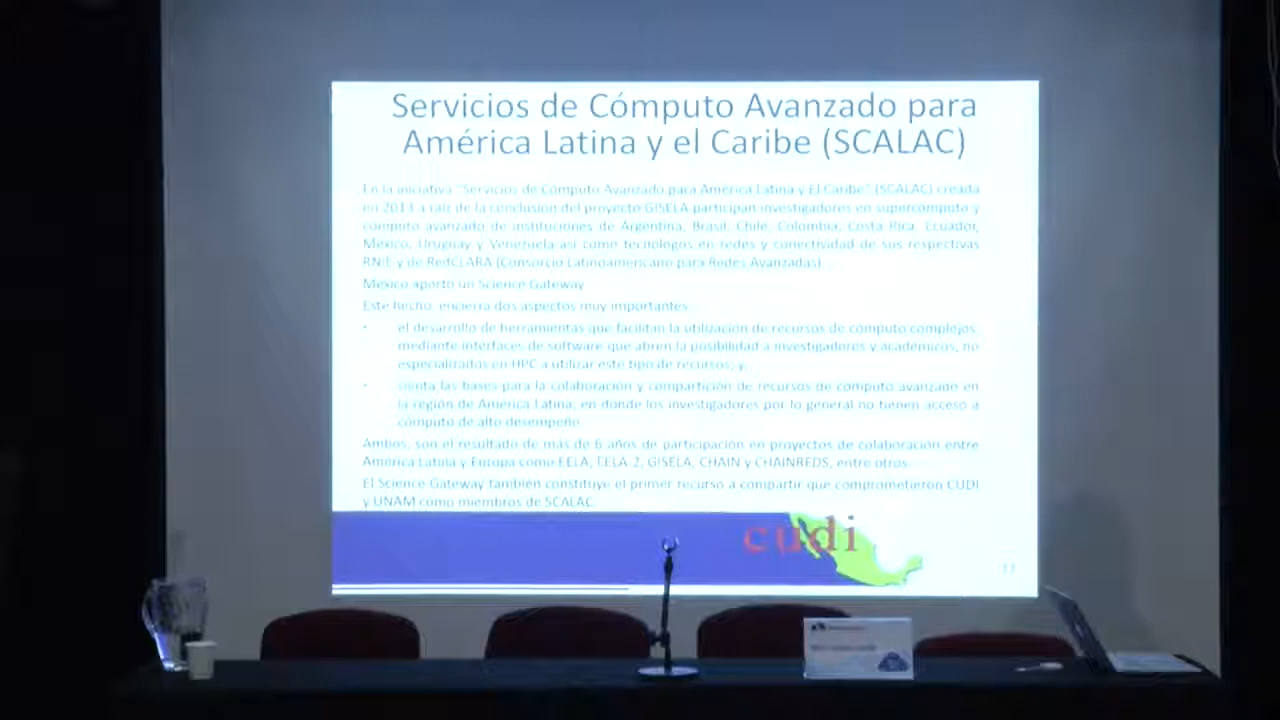 Servicios de Cómputo Avanzado para
América Latina y el Caribe (SCALAC)
En la iniciativa "Servicios de Cómputo Avanzado para América Latina y El Caribe" (SCALAC) creada
en 2013 a raíz de la conclusión del proyecto GISELA participan investigadores en supercómputo y
cómputo avanzado de instituciones de Argentina, Brasil, Chile, Colombia, Costa Rica, Ecuador,
México, Uruguay y Venezuela así como tecnólogos en redes y conectividad de sus respectivas
RNIE y de RedCLARA (Consorcio Latinoamericano para Redes Avanzadas).
México aportó un Science Gateway
Este hecho, encierra dos aspectos muy importantes:
- el desarrollo de herramientas que facilitan la utilización de recursos de cómputo complejos,
mediante interfaces de software que abren la posibilidad a investigadores y académicos, no
especializados en HPC a utilizar este tipo de recursos; y,
- sienta las bases para la colaboración y compartición de recursos de cómputo avanzado en
la región de América Latina, en donde los investigadores por lo general no tienen acceso a
cómputo de alto desempeño.
Ambos, son el resultado de más de 6 años de participación en proyectos de colaboración entre
América Latina y Europa como EELA, EELA-2, GISELA, CHAIN y CHAINREDS, entre otros.
El Science Gateway también constituye el primer recurso a compartir que comprometieron CUDI
y UNAM como miembros de SCALAC.
cudi